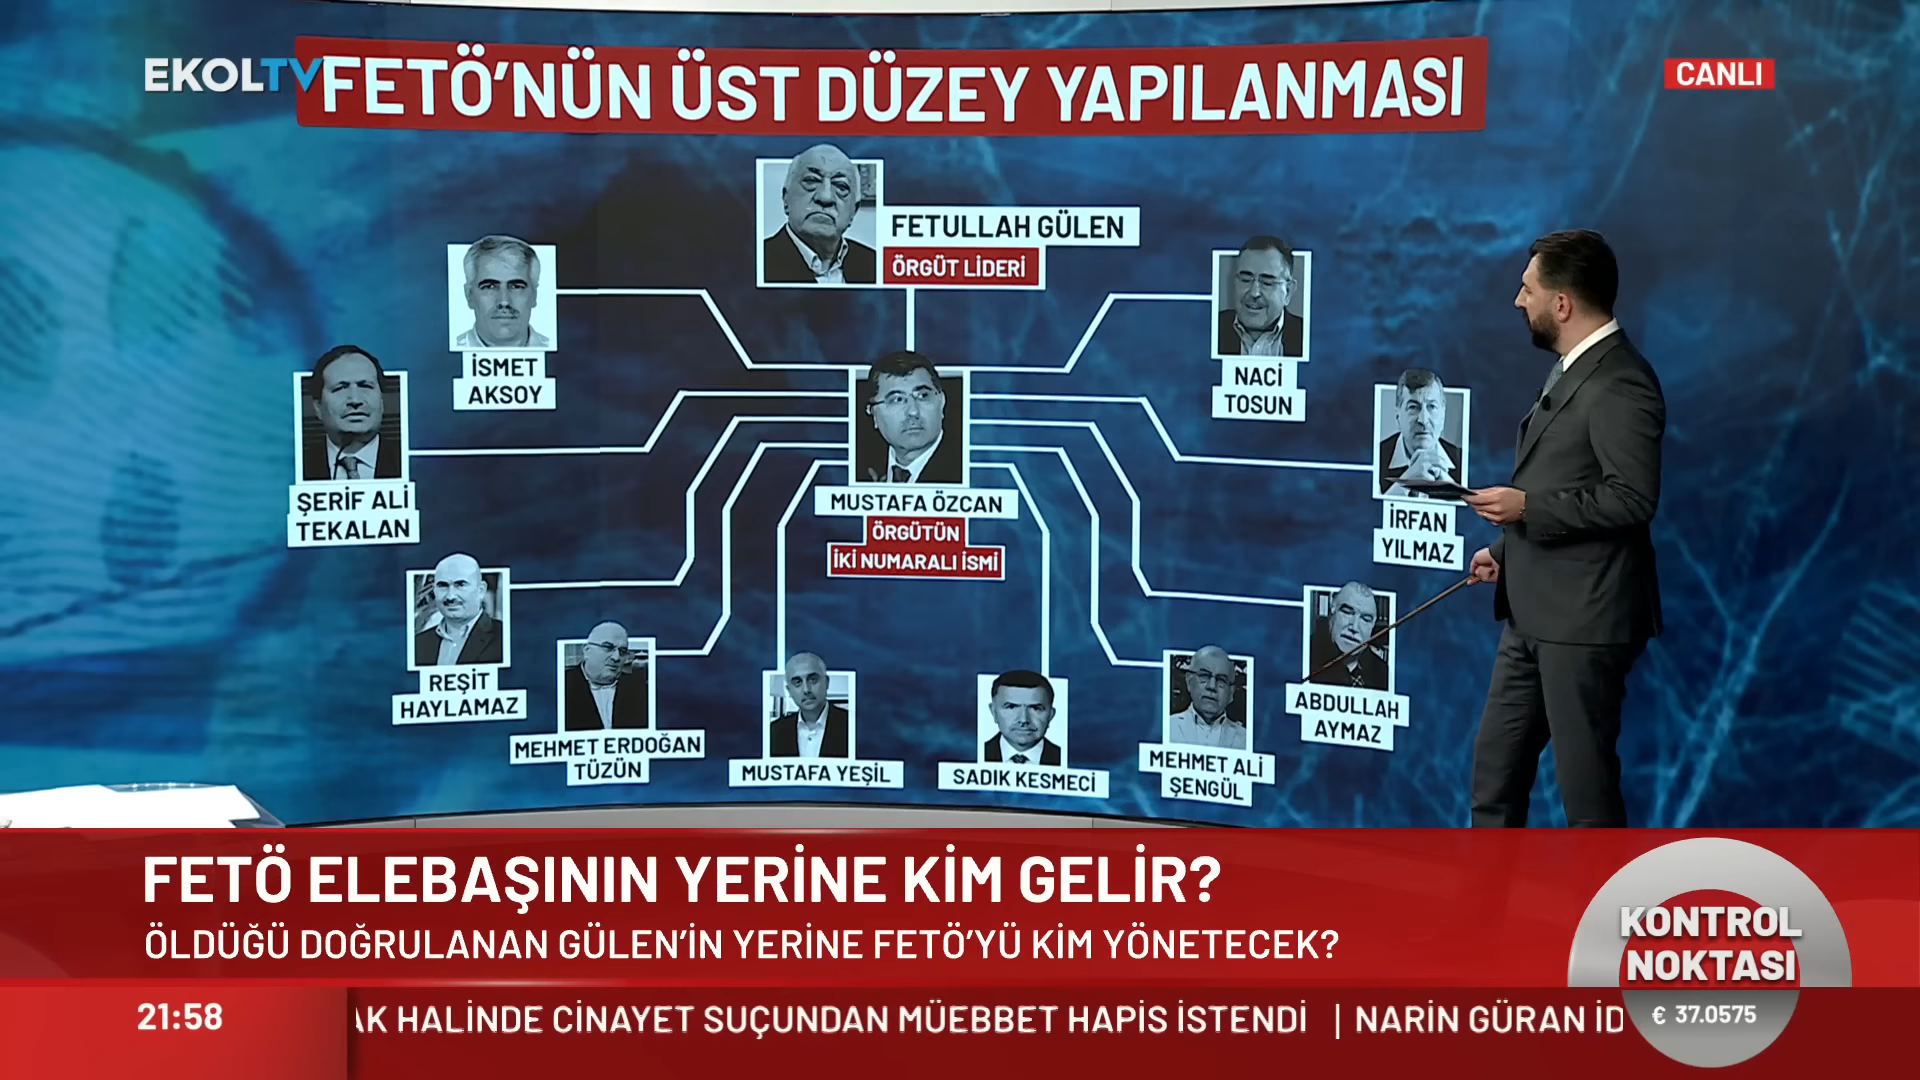 EKOLTV
FETÖ'NÜN ÜST DÜZEY YAPILANMASI
CANLI
FETULLAH GÜLEN
ÖRGÜT LİDERİ
İSMET
AKSOY
NACİ
TOSUN
ŞERİF ALİ
TEKALAN
MUSTAFA ÖZCAN
ÖRGÜTÜN
İKİ NUMARALI İSMİ
İRFAN
YILMAZ
REŞİT
HAYLAMAZ
MEHMET ERDOĞAN
TÜZÜN
MUSTAFA YEŞİL
SADIK KESMECİ
MEHMET ALİ
ŞENGÜL
ABDULLAH
AYMAZ
FETÖ ELEBAŞININ YERİNE KİM GELİR?
ÖLDÜĞÜ DOĞRULANAN GÜLEN'İN YERİNE FETÖ'YÜ KİM YÖNETECEK?
KONTROL
NOKTASI
21:58
AK HALİNDE CİNAYET SUÇUNDAN MÜEBBET HAPİS İSTENDİ | NARİN GÜRAN İD
€ 37.0575